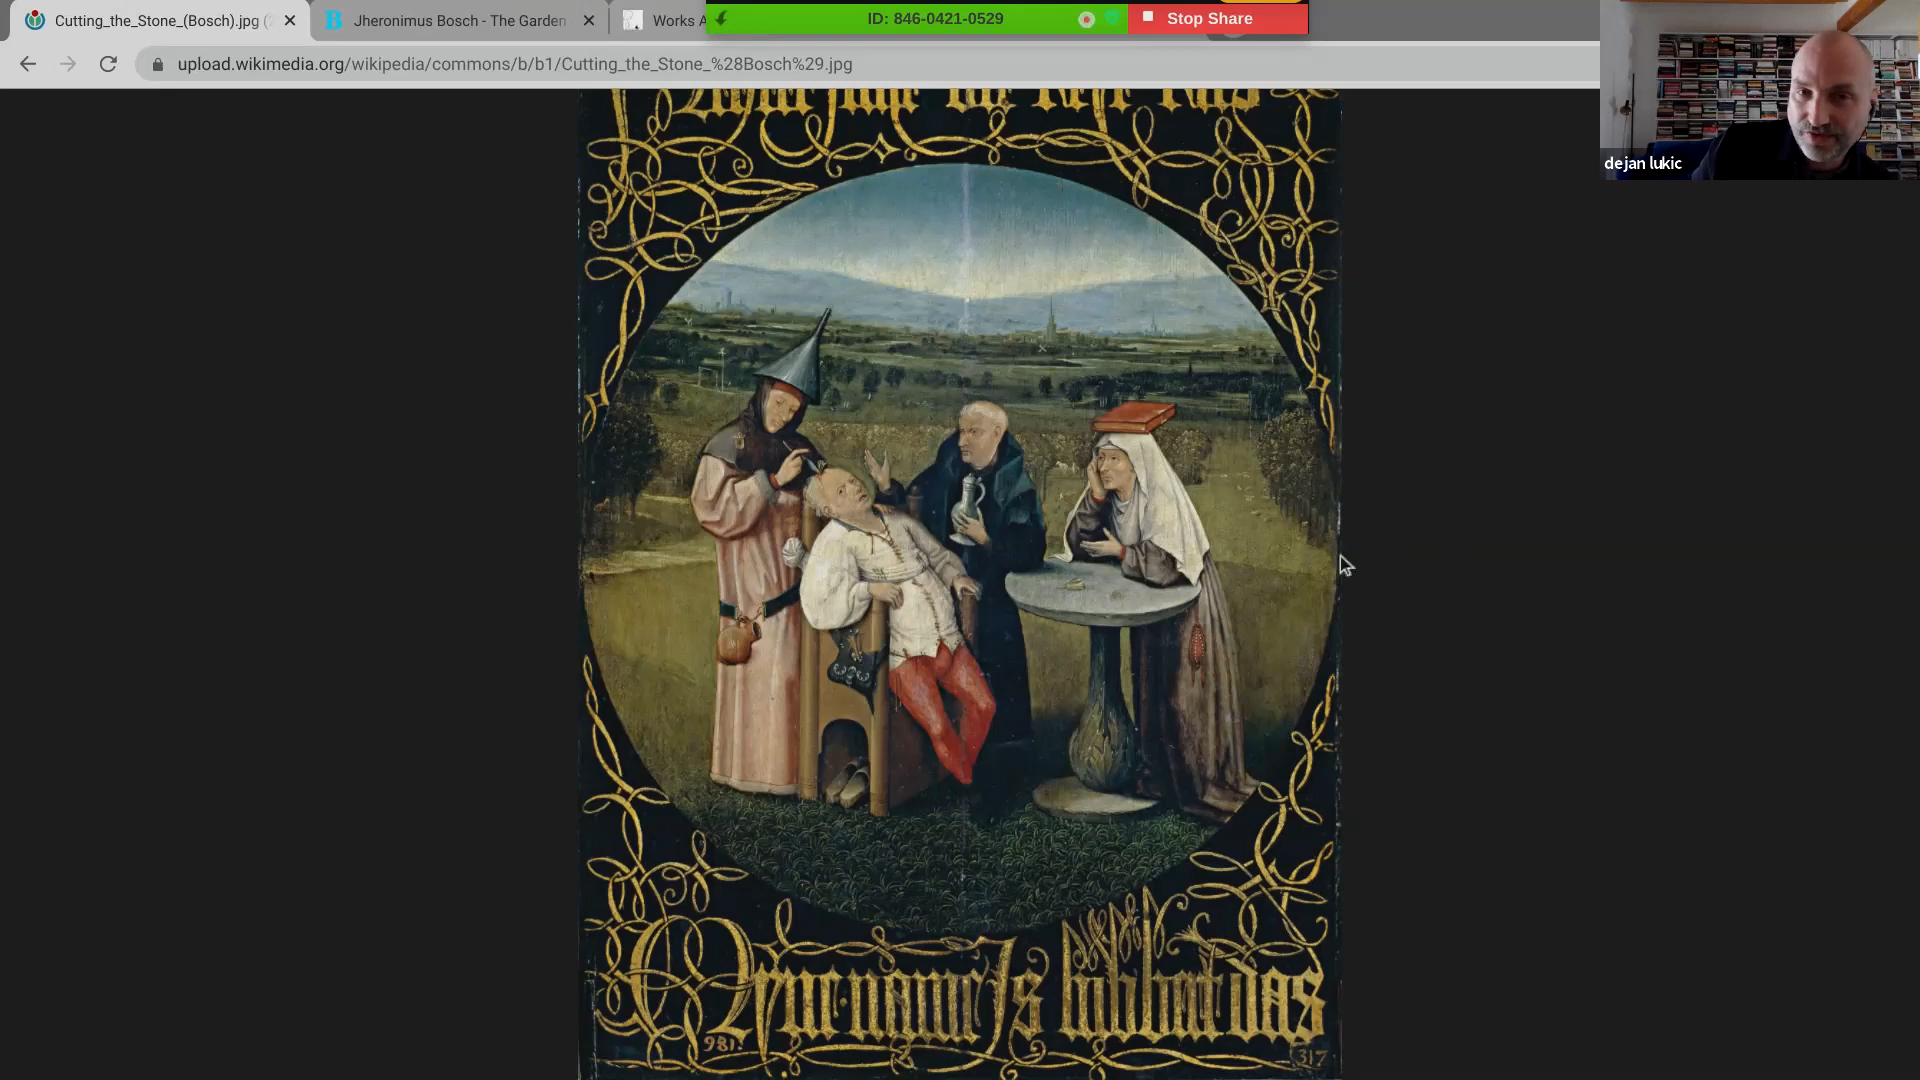 Cutting_the_Stone_(Bosch).jpg (
Jheronimus Bosch - The Garden
Works A
ID: 846-0421-0529
Stop Share
upload.wikimedia.org/wikipedia/commons/b/b1/Cutting_the_Stone_%28Bosch%29.jpg
dejan lukic
das
981.
317